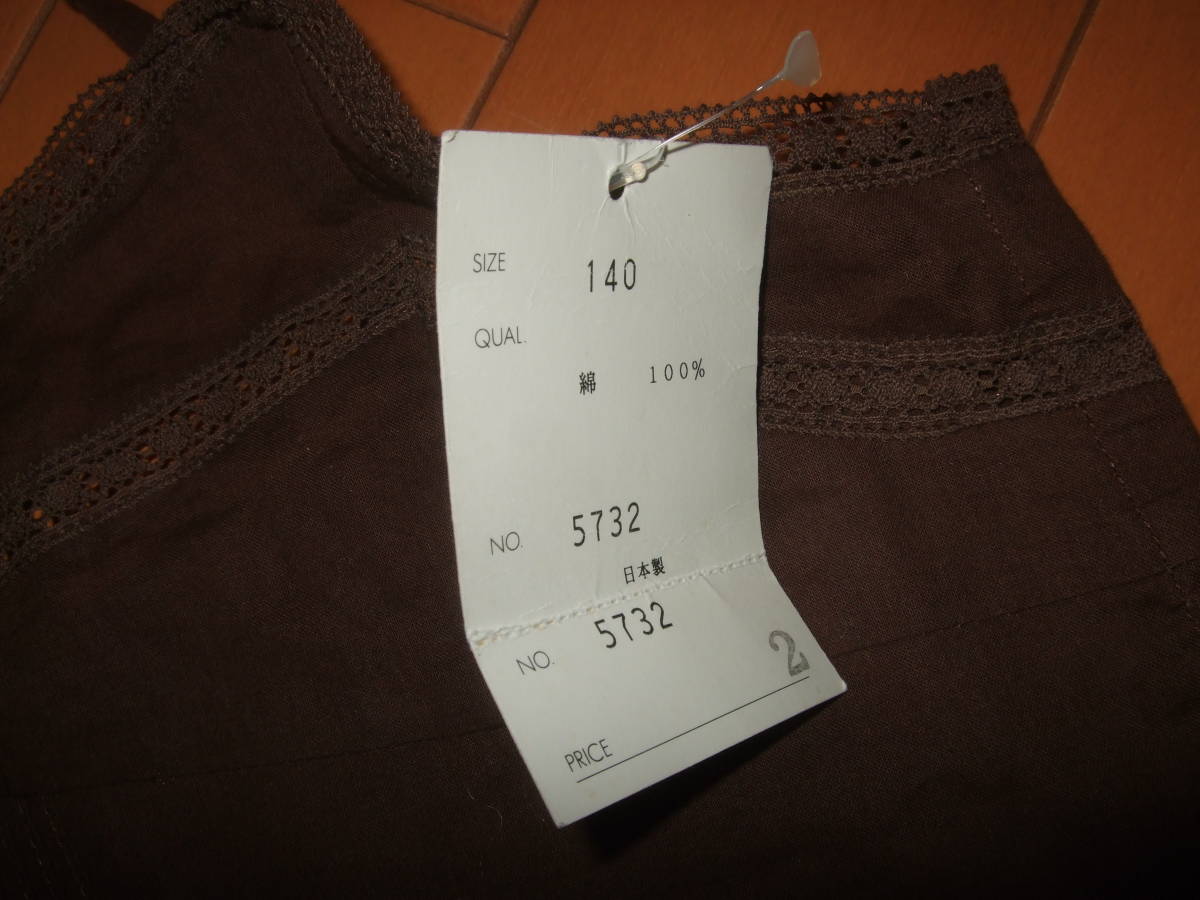 SIZE 140
QUAL.
綿 100%
NO. 5732
日本製
NO. 5732
2
PRICE